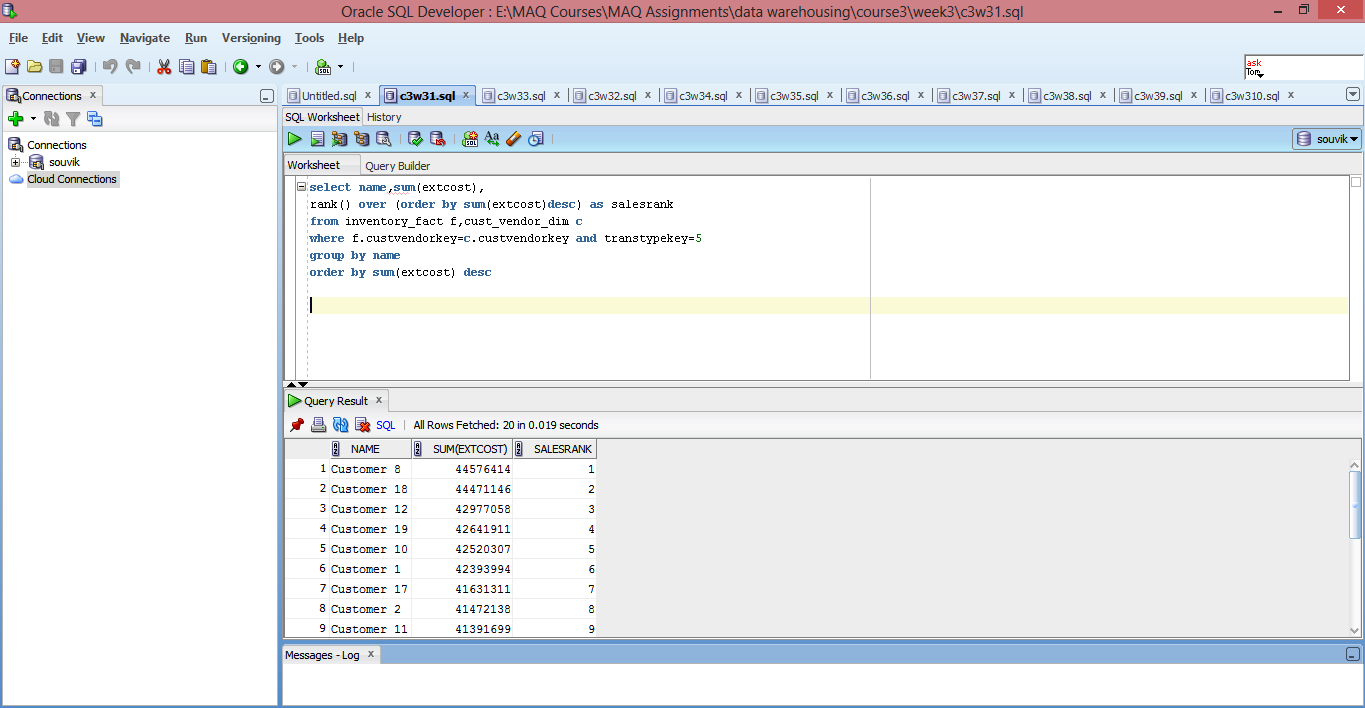 Oracle SQL Developer : E:\MAQ Courses\MAQ Assignments\data warehousing\course3\week3\c3w31.sql
File Edit View Navigate Run Versioning Tools Help
ask
Tom
Connections
Untitled.sql c3w31.sql c3w33.sql c3w32.sql c3w34.sql c3w35.sql c3w36.sql c3w37.sql c3w38.sql c3w39.sql c3w310.sql
SQL Worksheet History
souvik
Connections
souvik
Cloud Connections
Worksheet Query Builder
select name,sum(extcost),
rank() over (order by sum(extcost)desc) as salesrank
from inventory_fact f,cust_vendor_dim c
where f.custvendorkey=c.custvendorkey and transtypekey=5
group by name
order by sum(extcost) desc
Query Result
SQL | All Rows Fetched: 20 in 0.019 seconds
NAME SUM(EXTCOST) SALESRANK
1 Customer 8 44576414 1
2 Customer 18 44471146 2
3 Customer 12 42977058 3
4 Customer 19 42641911 4
5 Customer 10 42520307 5
6 Customer 1 42393994 6
7 Customer 17 41631311 7
8 Customer 2 41472138 8
9 Customer 11 41391699 9
Messages - Log